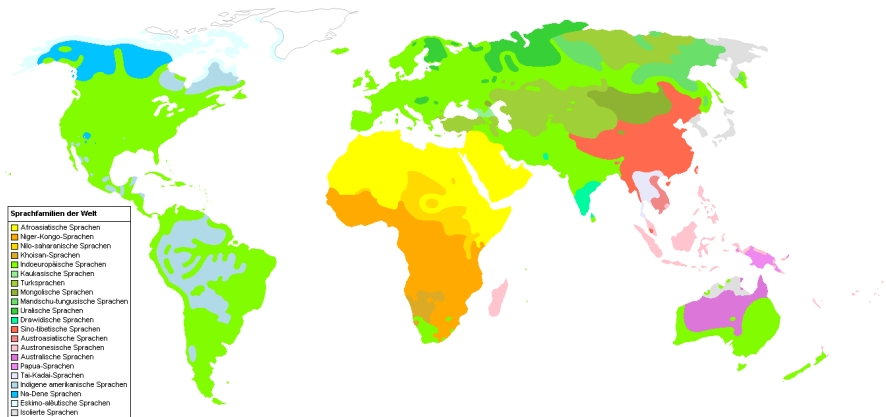 Sprachfamilien der Welt
Afroasiatische Sprachen
Niger-Kongo-Sprachen
Nilo-saharanische Sprachen
Khoisan-Sprachen
Indoeuropäische Sprachen
Kaukasische Sprachen
Turksprachen
Mongolische Sprachen
Mandschu-tungusische Sprachen
Uralische Sprachen
Drawidische Sprachen
Sino-tibetische Sprachen
Austroasiatische Sprachen
Austronesische Sprachen
Australische Sprachen
Papua-Sprachen
Tai-Kadai-Sprachen
Indigene amerikanische Sprachen
Na-Dene-Sprachen
Eskimo-alëutische Sprachen
Isolierte Sprachen